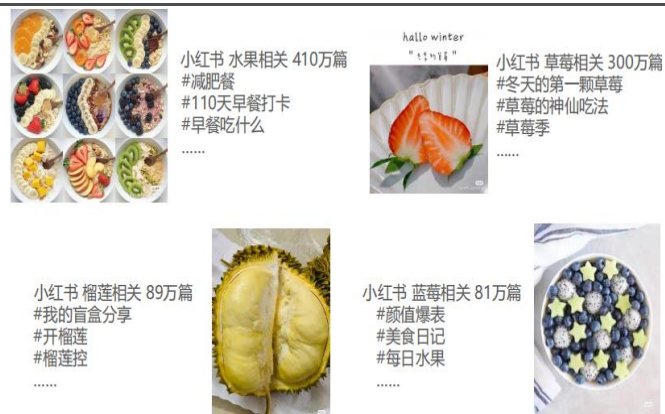 小红书 水果相关 410万篇
#减肥餐
#110天早餐打卡
#早餐吃什么
……
hallo winter
小红书 草莓相关 300万篇
#冬天的第一颗草莓
#草莓的神仙吃法
#草莓季
……
小红书 榴莲相关 89万篇
#我的盲盒分享
#开榴莲
#榴莲控
……
小红书 蓝莓相关 81万篇
#颜值爆表
#美食日记
#每日水果
……